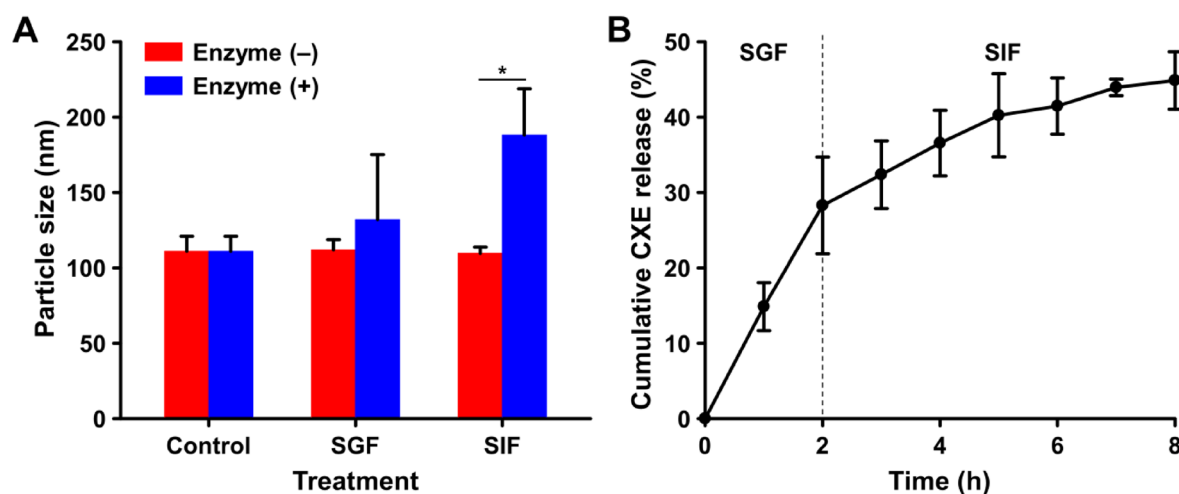 A
Particle size (nm)
250
200
150
100
50
0
Enzyme (–)
Enzyme (+)
*
Control
SGF
SIF
Treatment
B
Cumulative CXE release (%)
50
40
30
20
10
0
SGF
SIF
0
2
4
6
8
Time (h)